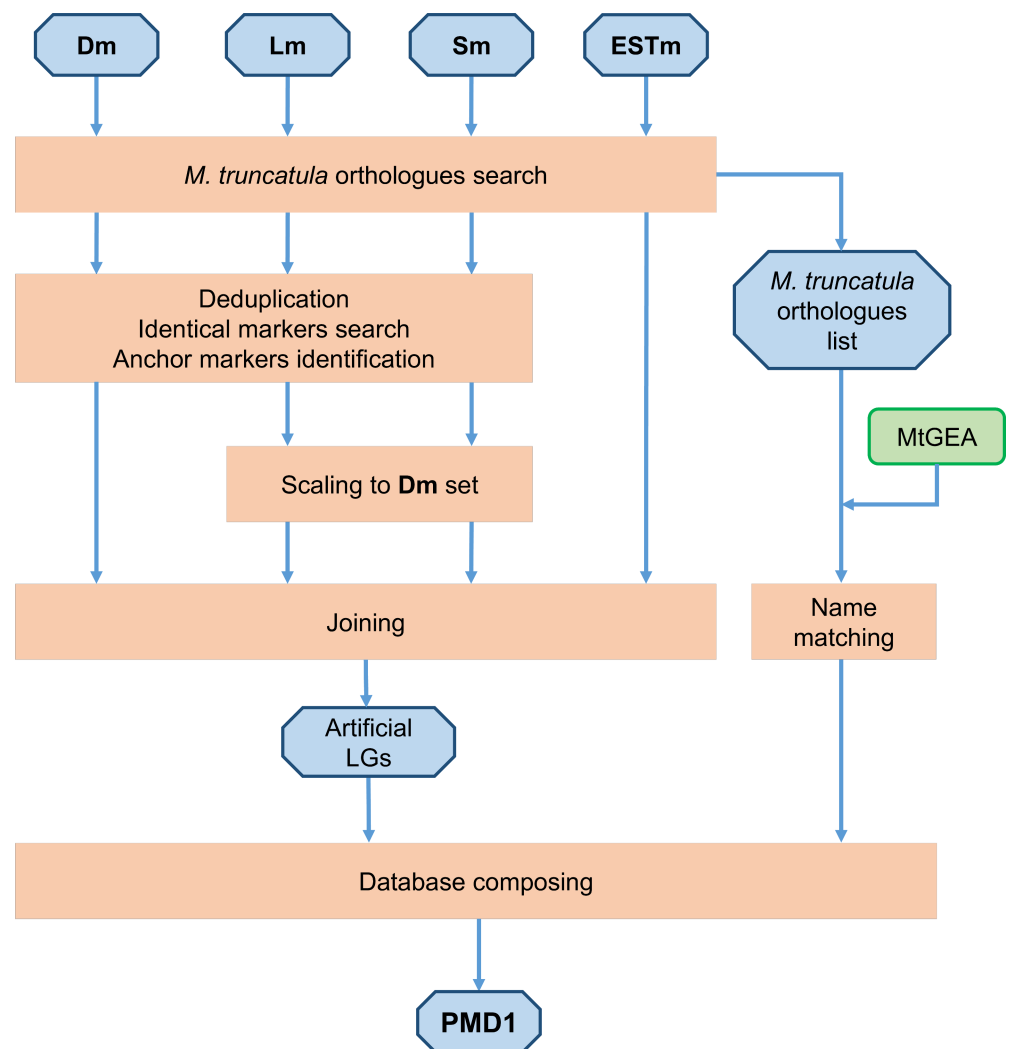 Dm
Lm
Sm
ESTm
M. truncatula orthologues search
Deduplication
Identical markers search
Anchor markers identification
M. truncatula
orthologues
list
MtGEA
Scaling to Dm set
Joining
Name
matching
Artificial
LGs
Database composing
PMD1